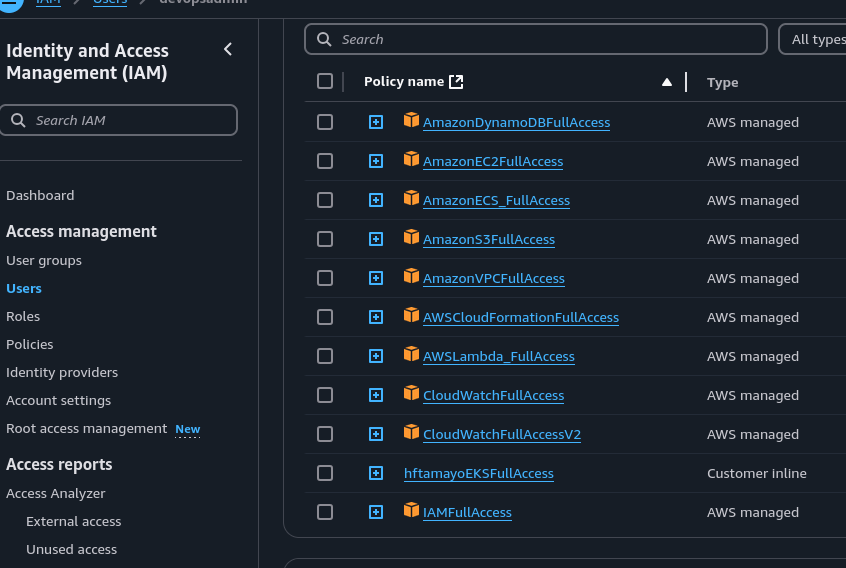 IAM > Users > devopsadmin
Identity and Access
Management (IAM)
Search IAM
Dashboard
Access management
User groups
Users
Roles
Policies
Identity providers
Account settings
Root access management New
Access reports
Access Analyzer
External access
Unused access
Search
All types
Policy name
Type
AmazonDynamoDBFullAccess AWS managed
AmazonEC2FullAccess AWS managed
AmazonECS_FullAccess AWS managed
AmazonS3FullAccess AWS managed
AmazonVPCFullAccess AWS managed
AWSCloudFormationFullAccess AWS managed
AWSLambda_FullAccess AWS managed
CloudWatchFullAccess AWS managed
CloudWatchFullAccessV2 AWS managed
hftamayoEKSFullAccess Customer inline
IAMFullAccess AWS managed